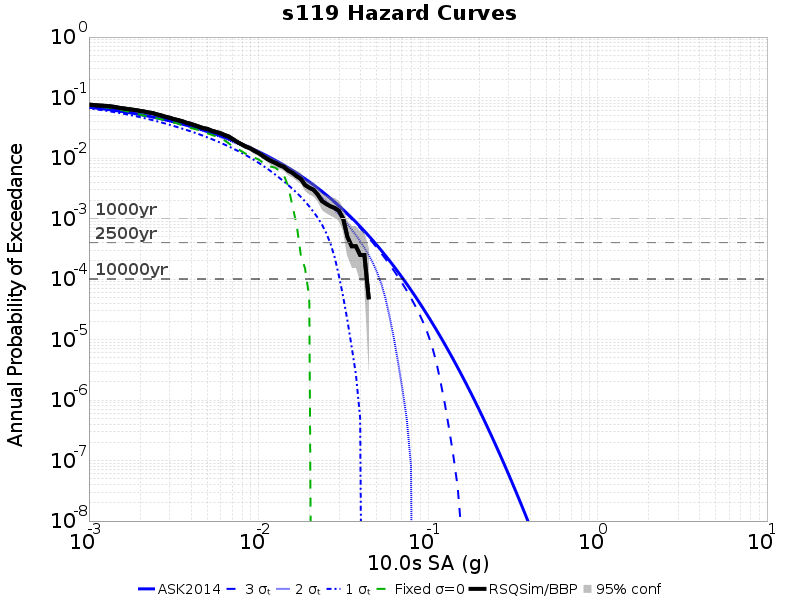 s119 Hazard Curves
Annual Probability of Exceedance
10^0
10^-1
10^-2
10^-3
10^-4
10^-5
10^-6
10^-7
10^-8
1000yr
2500yr
10000yr
10^-3 10^-2 10^-1 10^0 10^1
10.0s SA (g)
ASK2014 3 σₜ 2 σₜ 1 σₜ Fixed σ=0 RSQSim/BBP 95% conf